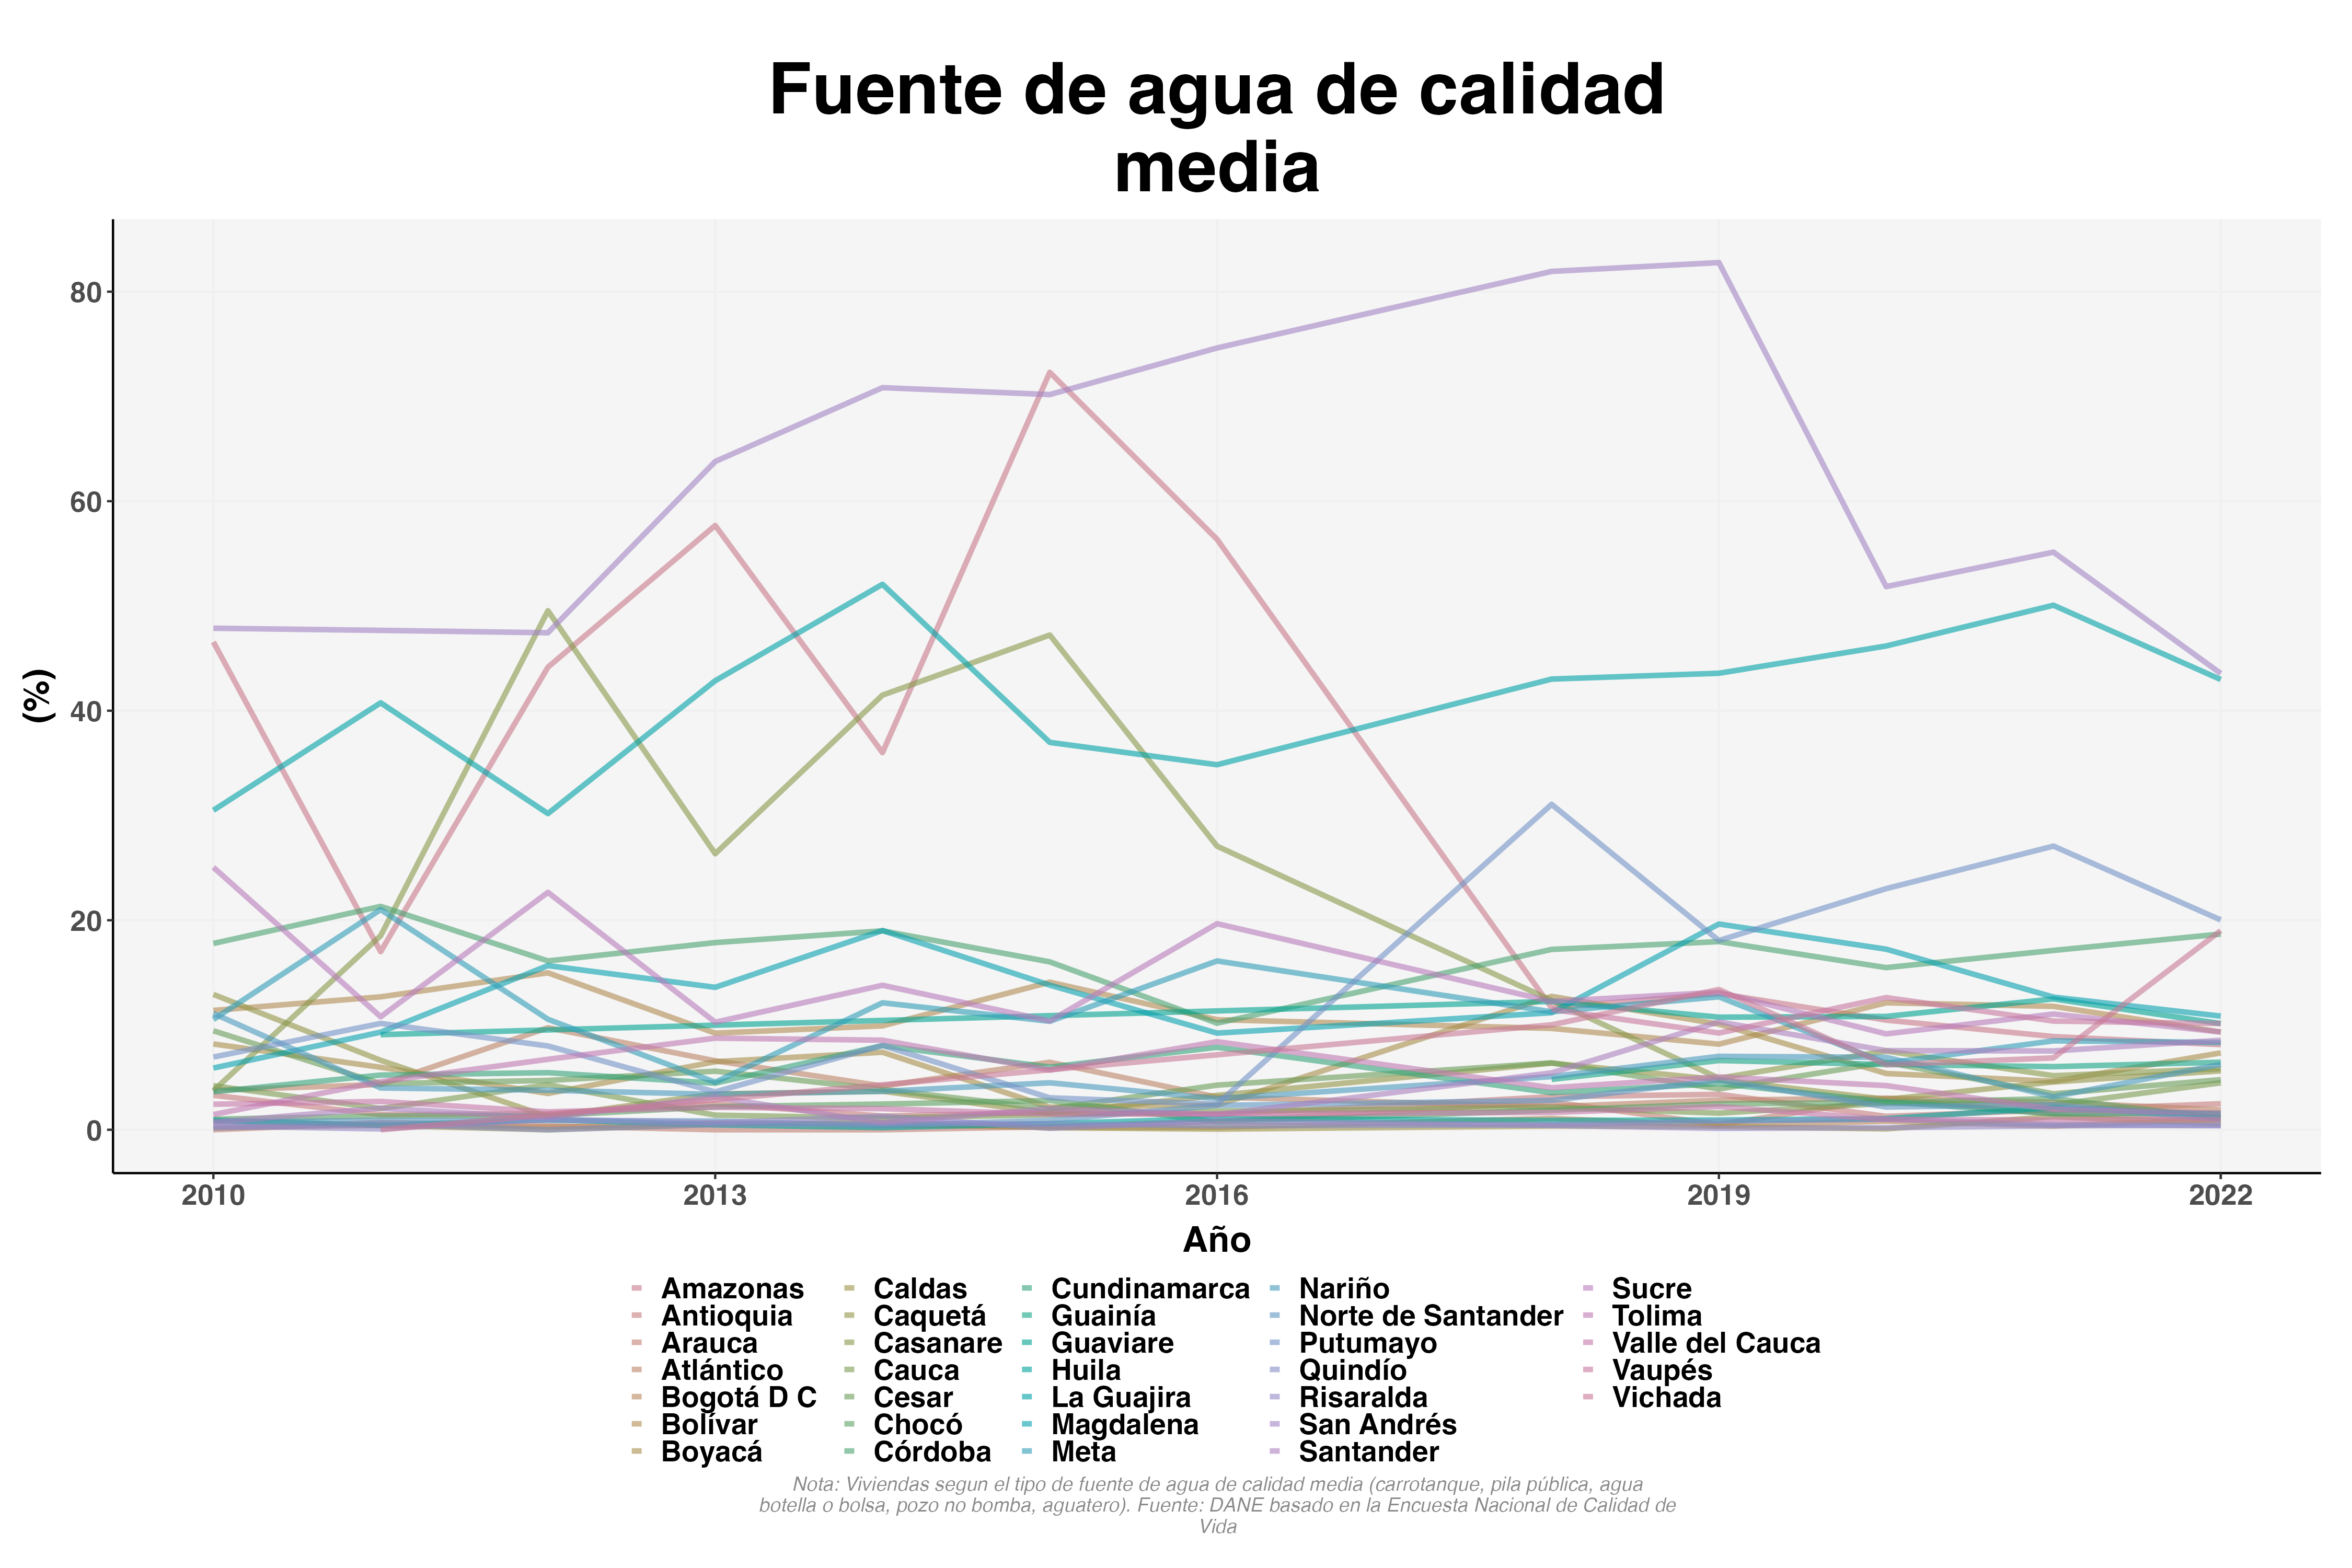 Fuente de agua de calidad
media
80
60
40
20
0
(%)
2010
2013
2016
2019
2022
Año
Amazonas
Antioquia
Arauca
Atlántico
Bogotá D C
Bolívar
Boyacá
Caldas
Caquetá
Casanare
Cauca
Cesar
Chocó
Córdoba
Cundinamarca
Guainía
Guaviare
Huila
La Guajira
Magdalena
Meta
Nariño
Norte de Santander
Putumayo
Quindío
Risaralda
San Andrés
Santander
Sucre
Tolima
Valle del Cauca
Vaupés
Vichada
Nota: Viviendas segun el tipo de fuente de agua de calidad media (carrotanque, pila pública, agua
botella o bolsa, pozo no bomba, aguatero). Fuente: DANE basado en la Encuesta Nacional de Calidad de
Vida